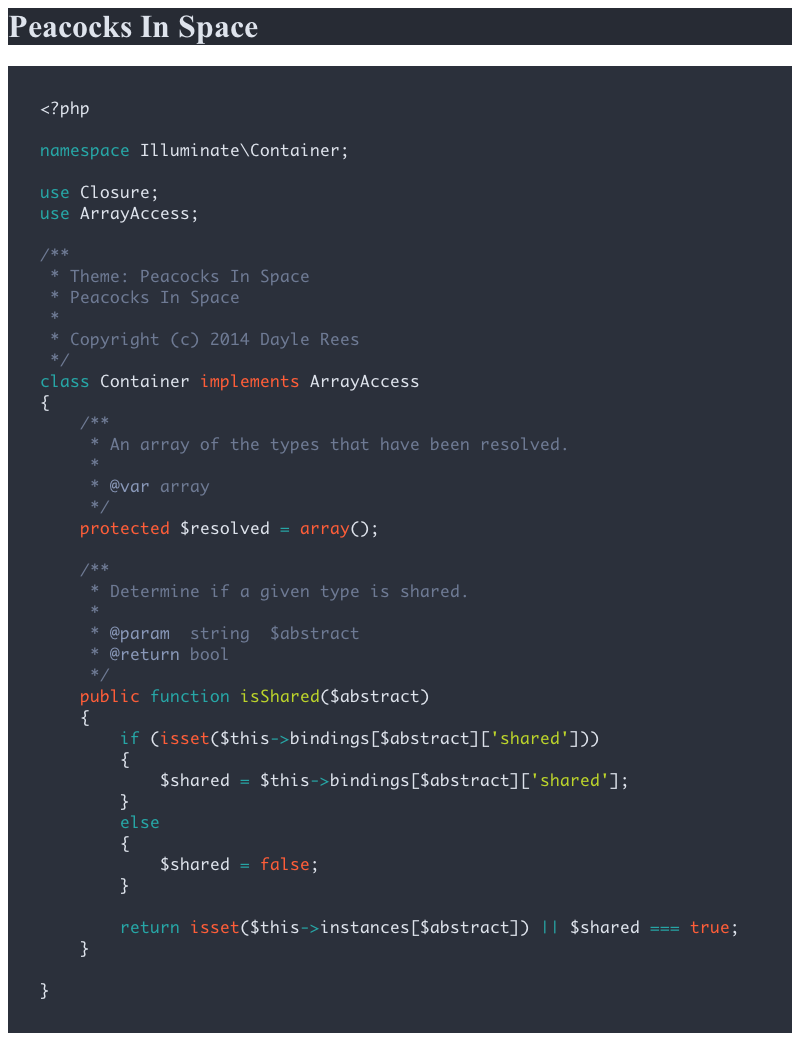 Peacocks In Space
<?php
namespace Illuminate\Container;
use Closure;
use ArrayAccess;
/**
 * Theme: Peacocks In Space
 * Peacocks In Space
 *
 * Copyright (c) 2014 Dayle Rees
 */
class Container implements ArrayAccess
{
    /**
     * An array of the types that have been resolved.
     *
     * @var array
     */
    protected $resolved = array();
    /**
     * Determine if a given type is shared.
     *
     * @param  string  $abstract
     * @return bool
     */
    public function isShared($abstract)
    {
        if (isset($this->bindings[$abstract]['shared']))
        {
            $shared = $this->bindings[$abstract]['shared'];
        }
        else
        {
            $shared = false;
        }
        return isset($this->instances[$abstract]) || $shared === true;
    }
}